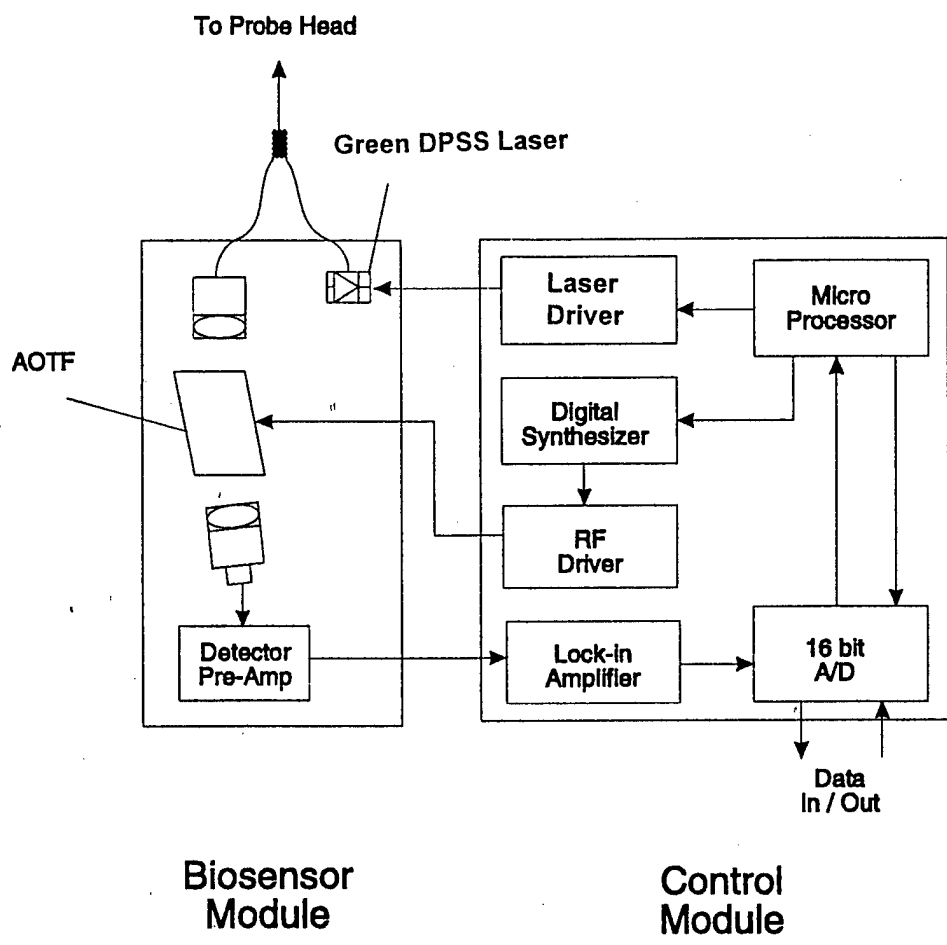 To Probe Head
Green DPSS Laser
Laser
Driver
Micro
Processor
AOTF
Digital
Synthesizer
RF
Driver
Detector
Pre-Amp
Lock-in
Amplifier
16 bit
A/D
Data
In / Out
Biosensor
Module
Control
Module